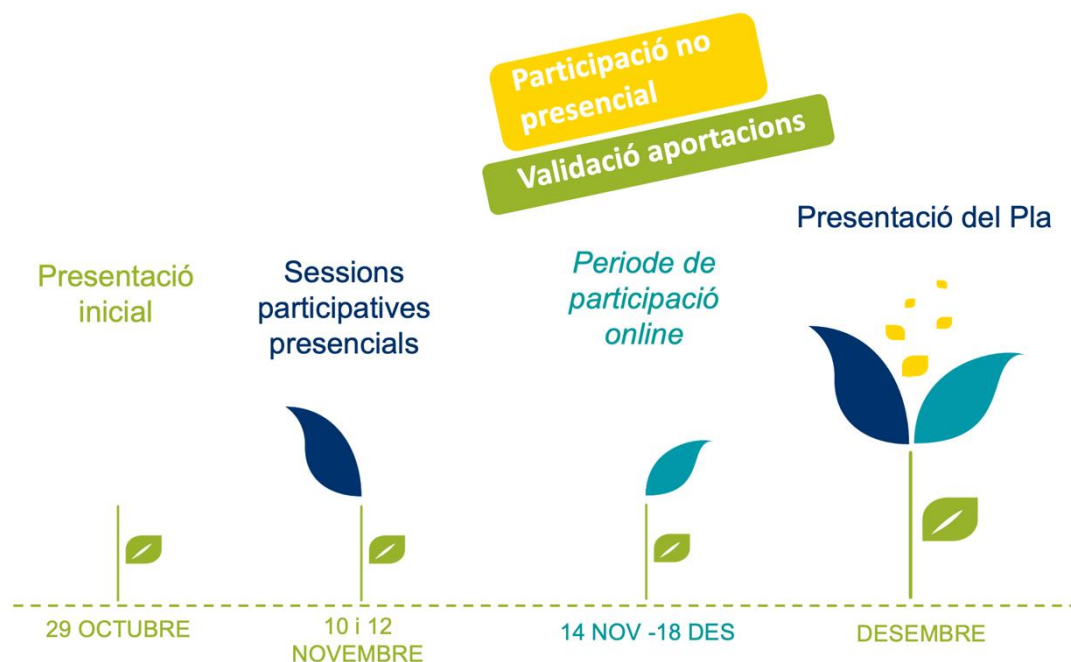 Participació no
presencial
Validació aportacions
Presentació
inicial
Sessions
participatives
presencials
Periode de
participació
online
Presentació del Pla
29 OCTUBRE
10 i 12
NOVEMBRE
14 NOV -18 DES
DESEMBRE